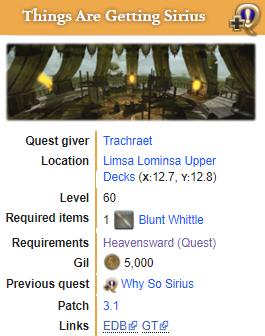 Things Are Getting Sirius
Quest giver Trachraet
Location Limsa Lominsa Upper
Decks (X:12.7, Y:12.8)
Level 60
Required items 1 Blunt Whittle
Requirements Heavensward (Quest)
Gil 5,000
Previous quest Why So Sirius
Patch 3.1
Links EDB GT